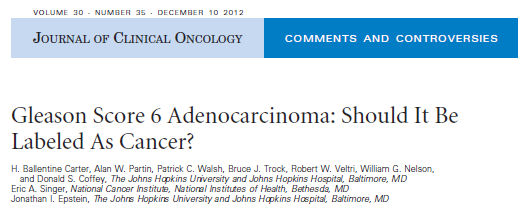 VOLUME 30 · NUMBER 35 · DECEMBER 10 2012
JOURNAL OF CLINICAL ONCOLOGY
COMMENTS AND CONTROVERSIES
Gleason Score 6 Adenocarcinoma: Should It Be
Labeled As Cancer?
H. Ballentine Carter, Alan W. Partin, Patrick C. Walsh, Bruce J. Trock, Robert W. Veltri, William G. Nelson,
and Donald S. Coffey, The Johns Hopkins University and Johns Hopkins Hospital, Baltimore, MD
Eric A. Singer, National Cancer Institute, National Institutes of Health, Bethesda, MD
Jonathan I. Epstein, The Johns Hopkins University and Johns Hopkins Hospital, Baltimore, MD